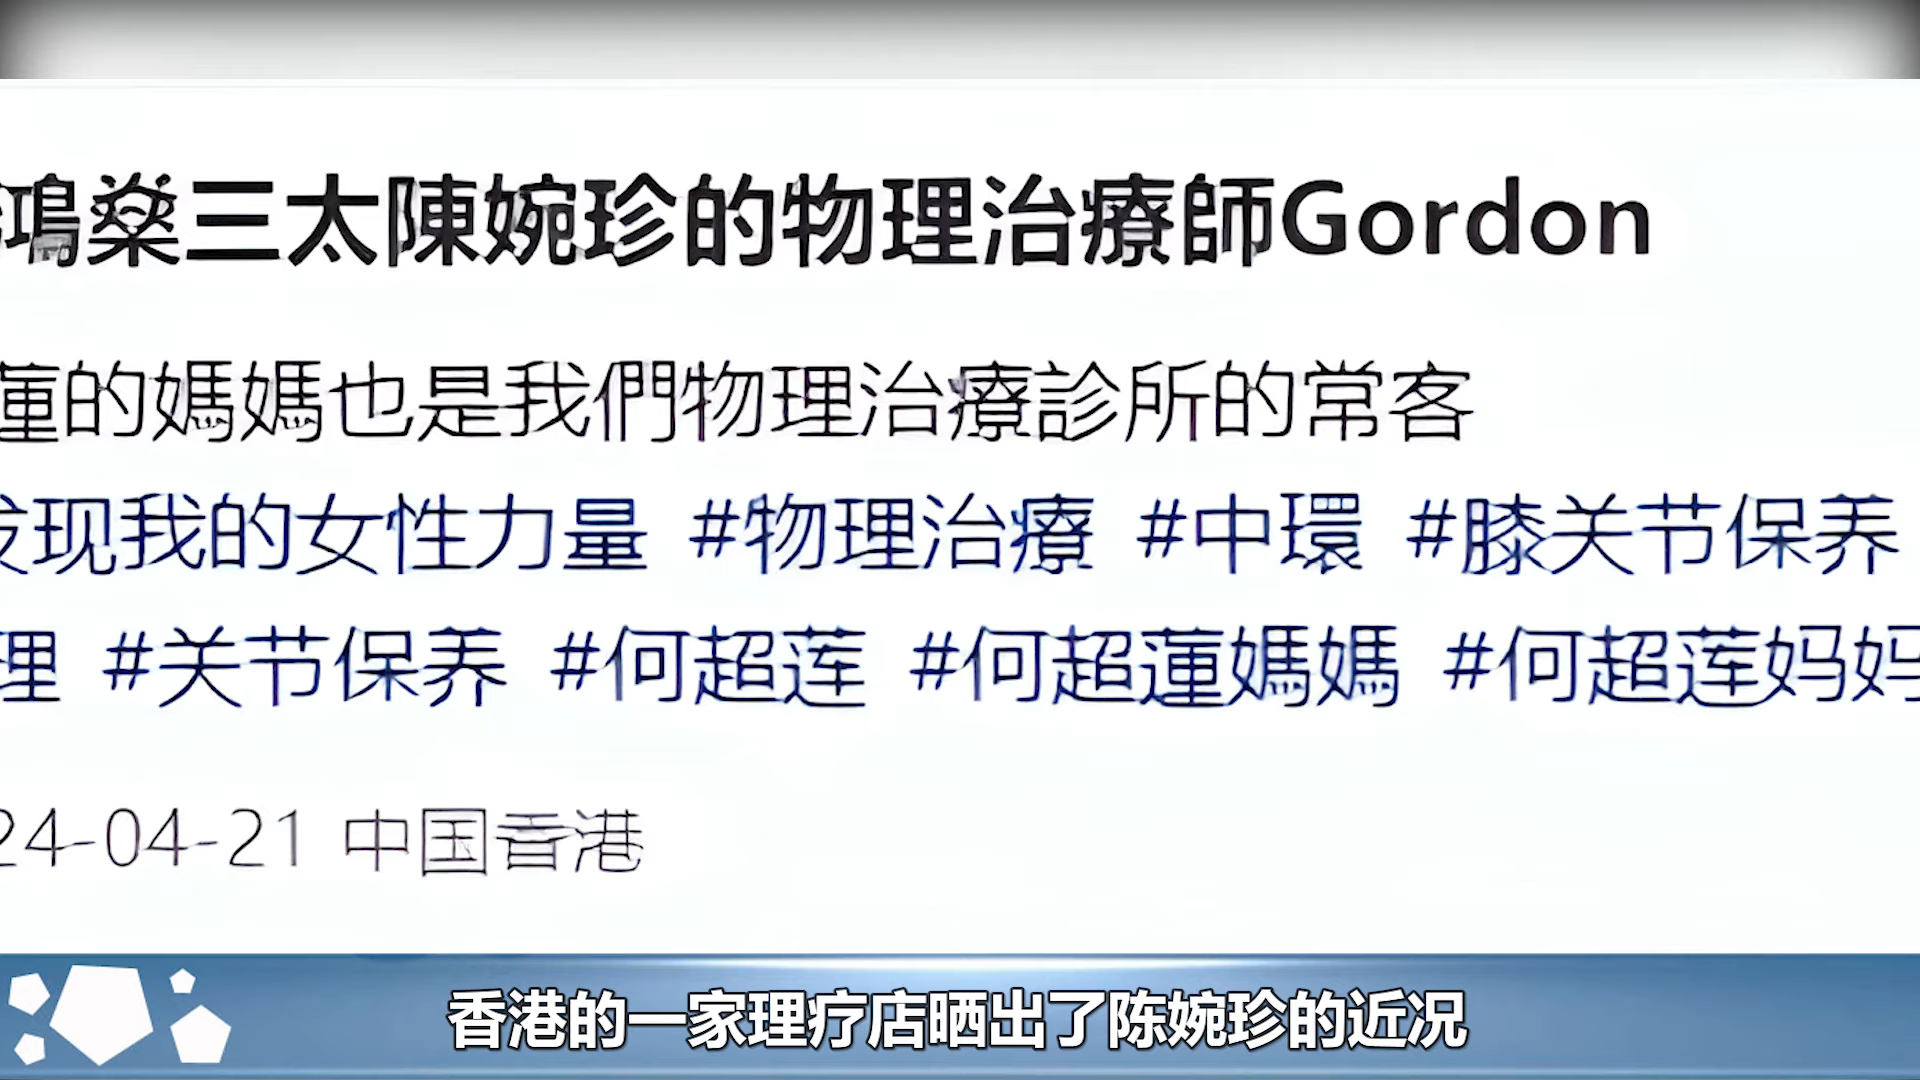 鴻燊三太陳婉珍的物理治療師Gordon
蓮的媽媽也是我們物理治療診所的常客
发现我的女性力量 #物理治療 #中環 #膝关节保养
理 #关节保养 #何超莲 #何超蓮媽媽 #何超莲妈妈
24-04-21 中国香港
香港的一家理疗店晒出了陈婉珍的近况